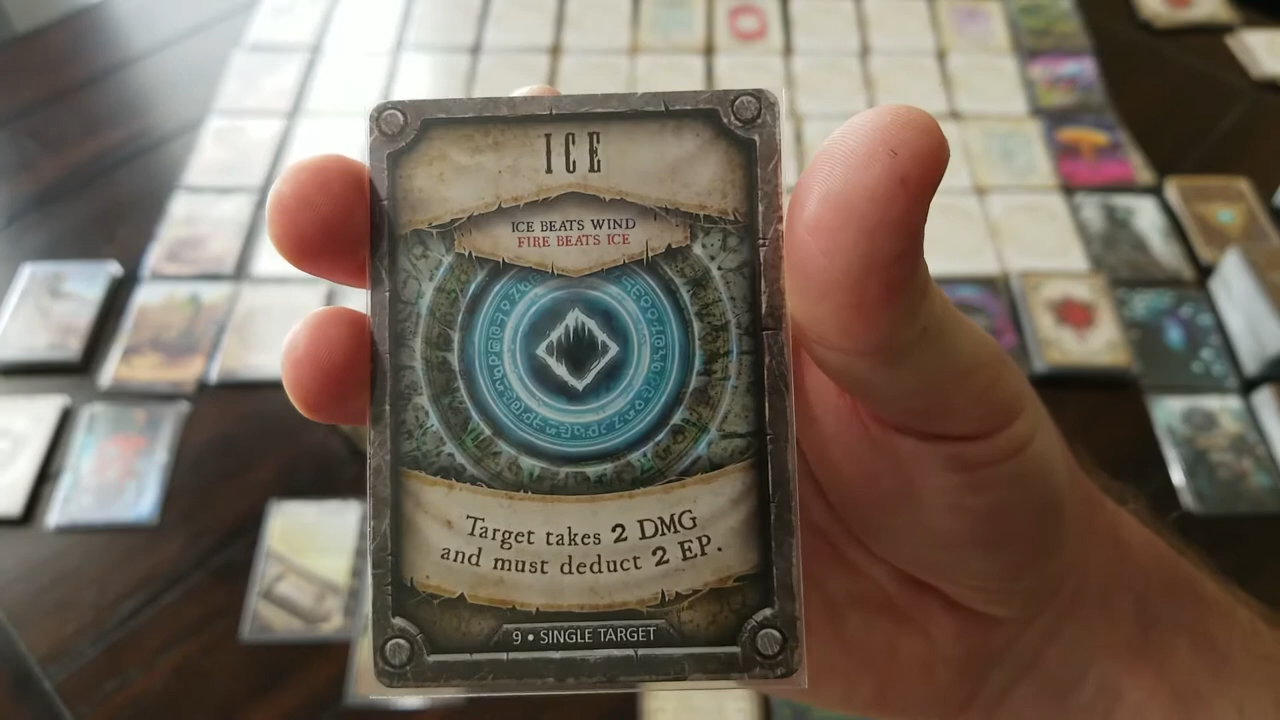 ICE
ICE BEATS WIND
FIRE BEATS ICE
Target takes 2 DMG
and must deduct 2 EP.
9 • SINGLE TARGET